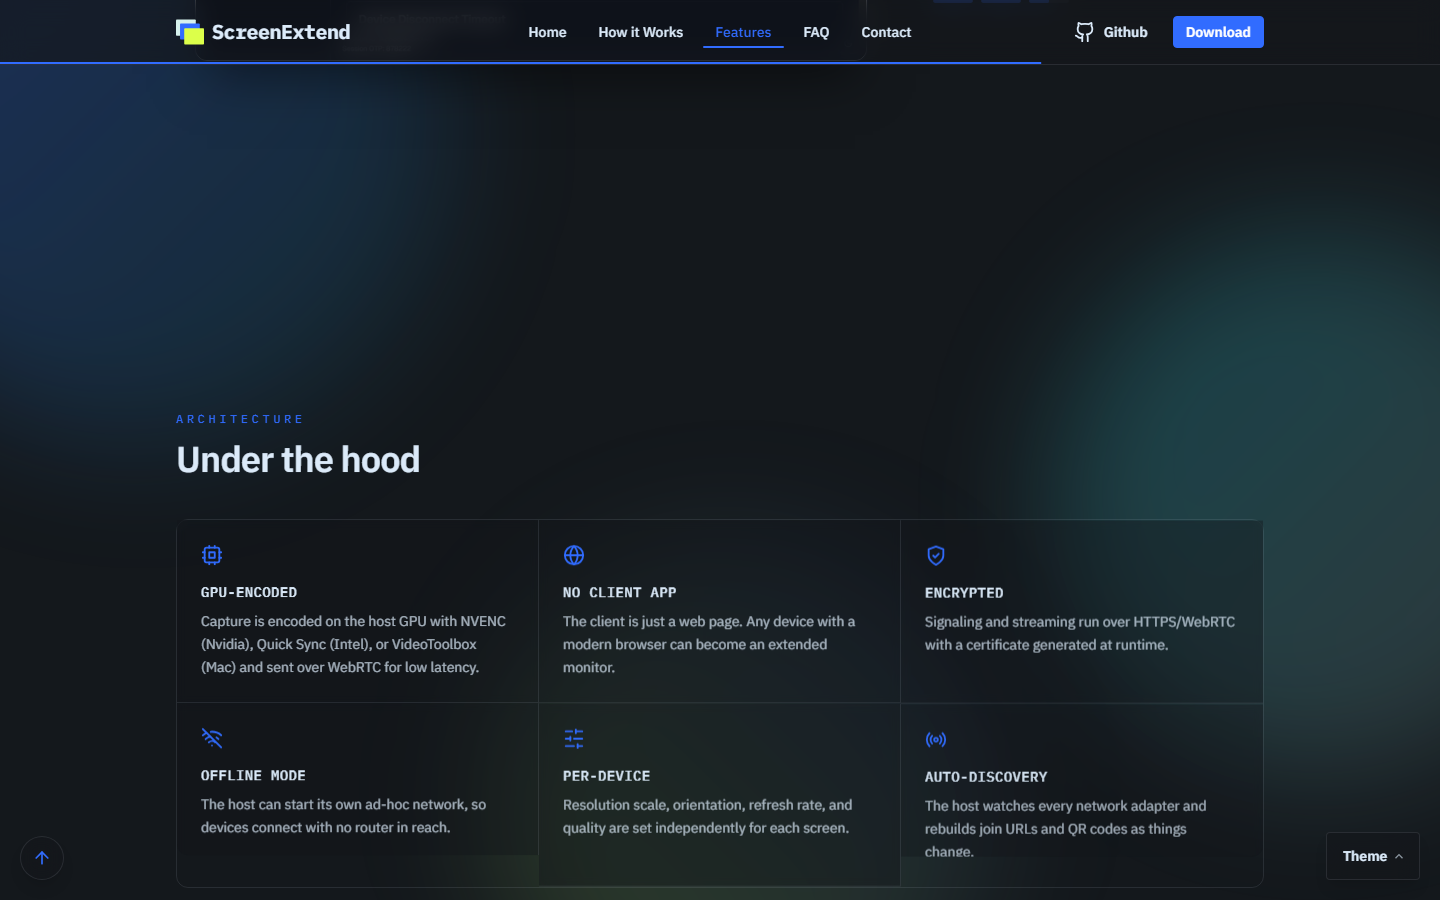 ScreenExtend
Home
How it Works
Features
FAQ
Contact
Github
Download
ARCHITECTURE
Under the hood
GPU-ENCODED
Capture is encoded on the host GPU with NVENC
(Nvidia), Quick Sync (Intel), or VideoToolbox
(Mac) and sent over WebRTC for low latency.
NO CLIENT APP
The client is just a web page. Any device with a
modern browser can become an extended
monitor.
ENCRYPTED
Signaling and streaming run over HTTPS/WebRTC
with a certificate generated at runtime.
OFFLINE MODE
The host can start its own ad-hoc network, so
devices connect with no router in reach.
PER-DEVICE
Resolution scale, orientation, refresh rate, and
quality are set independently for each screen.
AUTO-DISCOVERY
The host watches every network adapter and
rebuilds join URLs and QR codes as things
change.
Theme